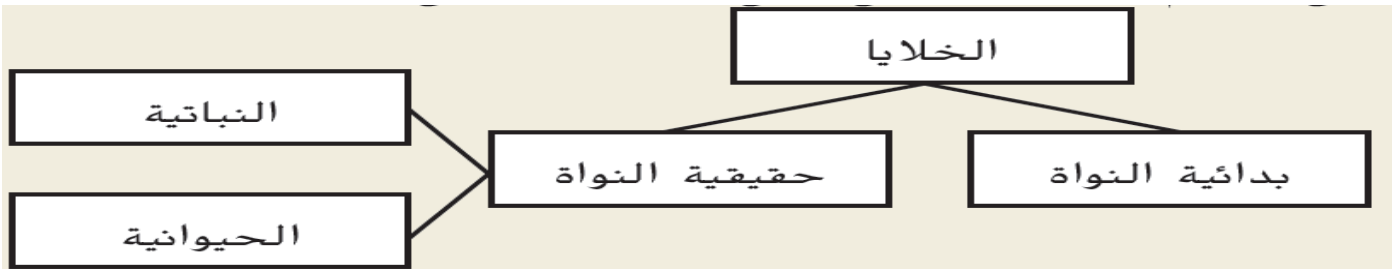 الخلايا
بدائية النواة
حقيقية النواة
النباتية
الحيوانية